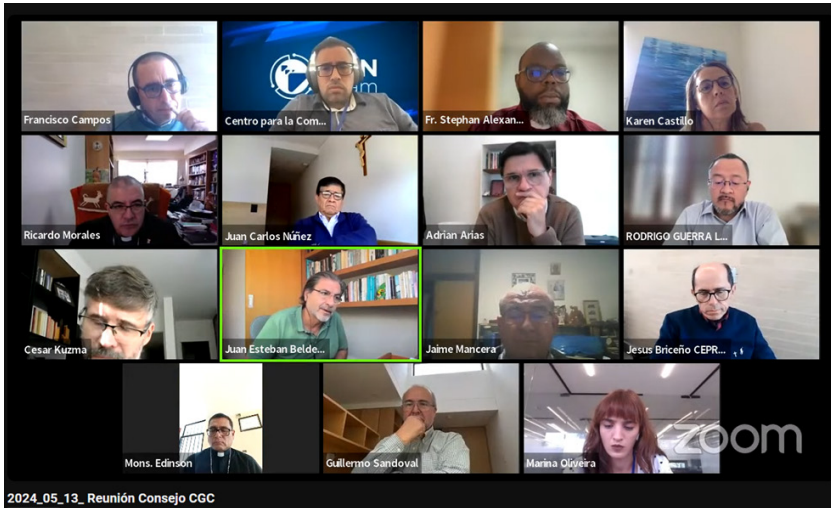 Francisco Campos
Centro para la Com...
Fr. Stephan Alexan...
Karen Castillo
Ricardo Morales
Juan Carlos Núñez
Adrian Arias
RODRIGO GUERRA L...
Cesar Kuzma
Juan Esteban Belde...
Jaime Mancera
Jesus Briceño CEPR...
Mons. Edinson
Guillermo Sandoval
Marina Oliveira
zoom
2024_05_13_ Reunión Consejo CGC